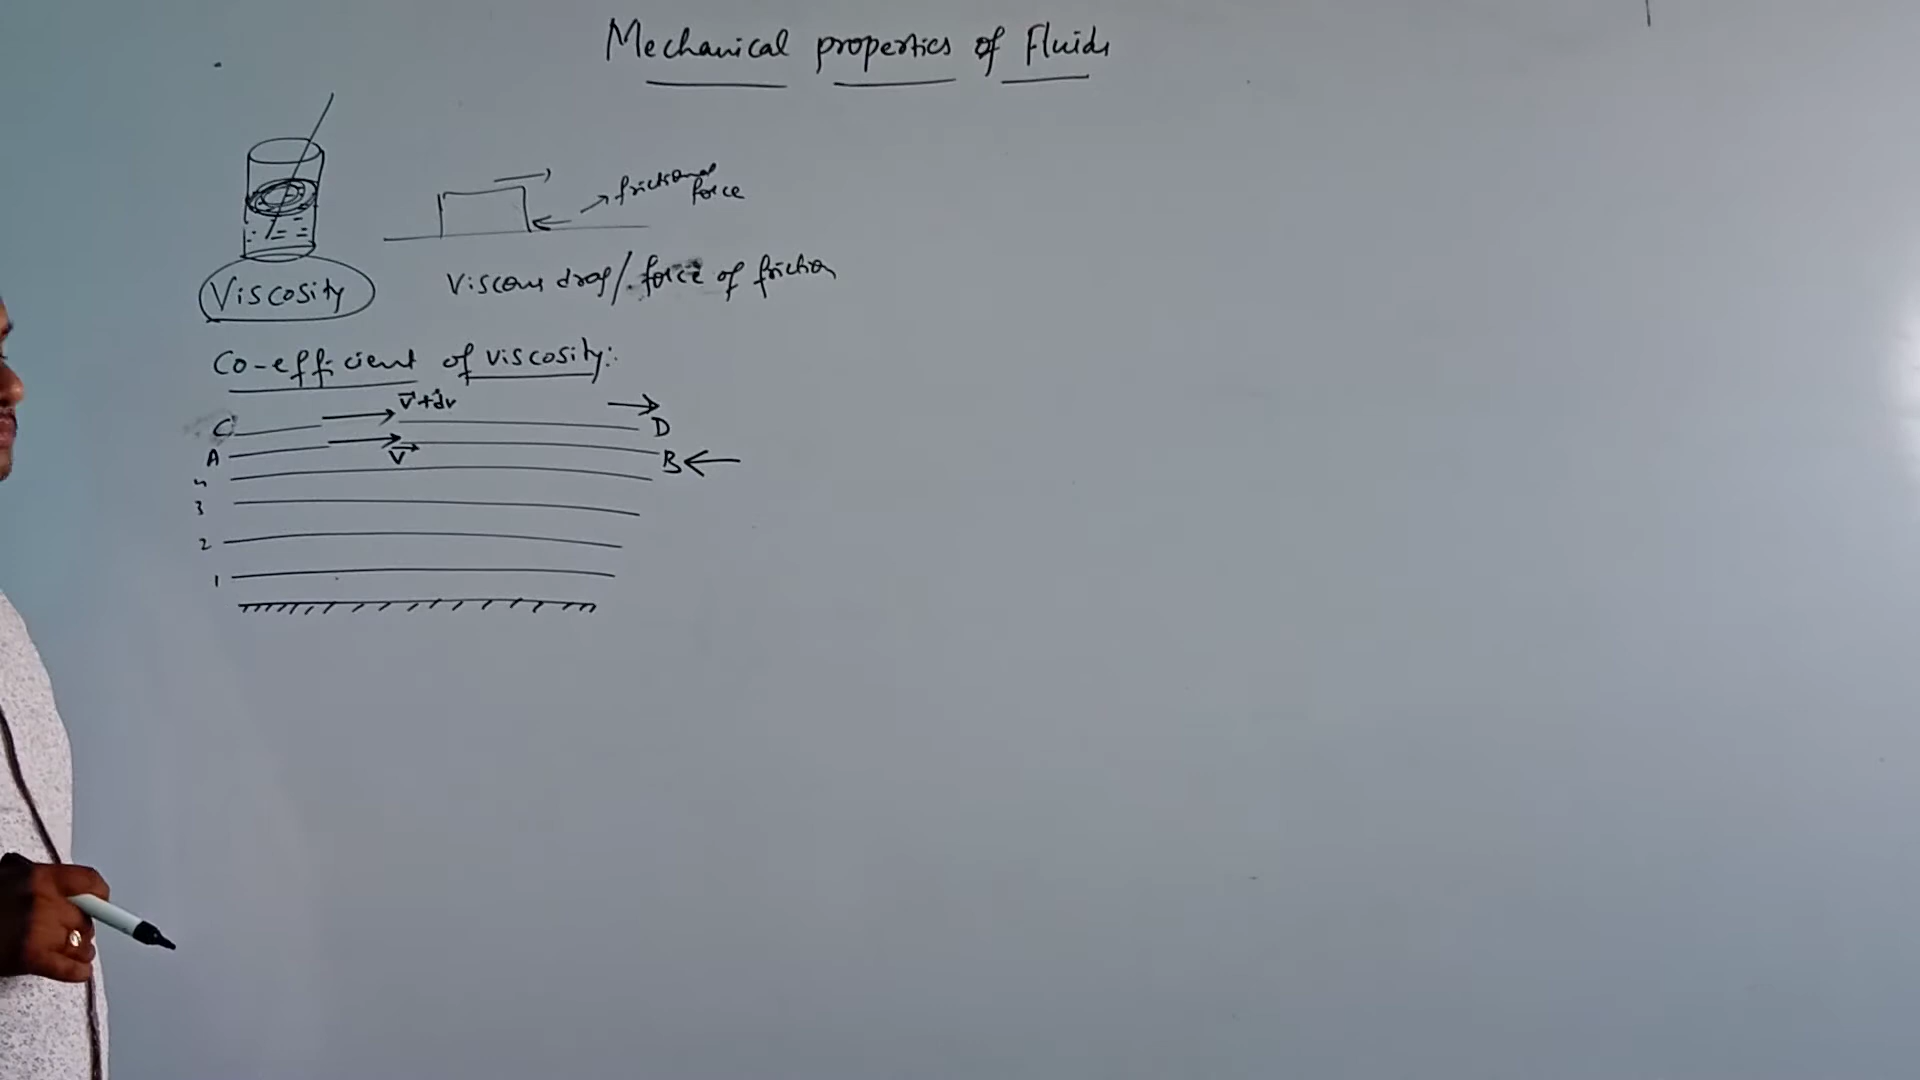 Mechanical properties of Fluids
frictional
force
Viscosity
Viscous drag/force of friction
Co-efficient of viscosity:
V+dv
C D
A V B
4
3
2
1